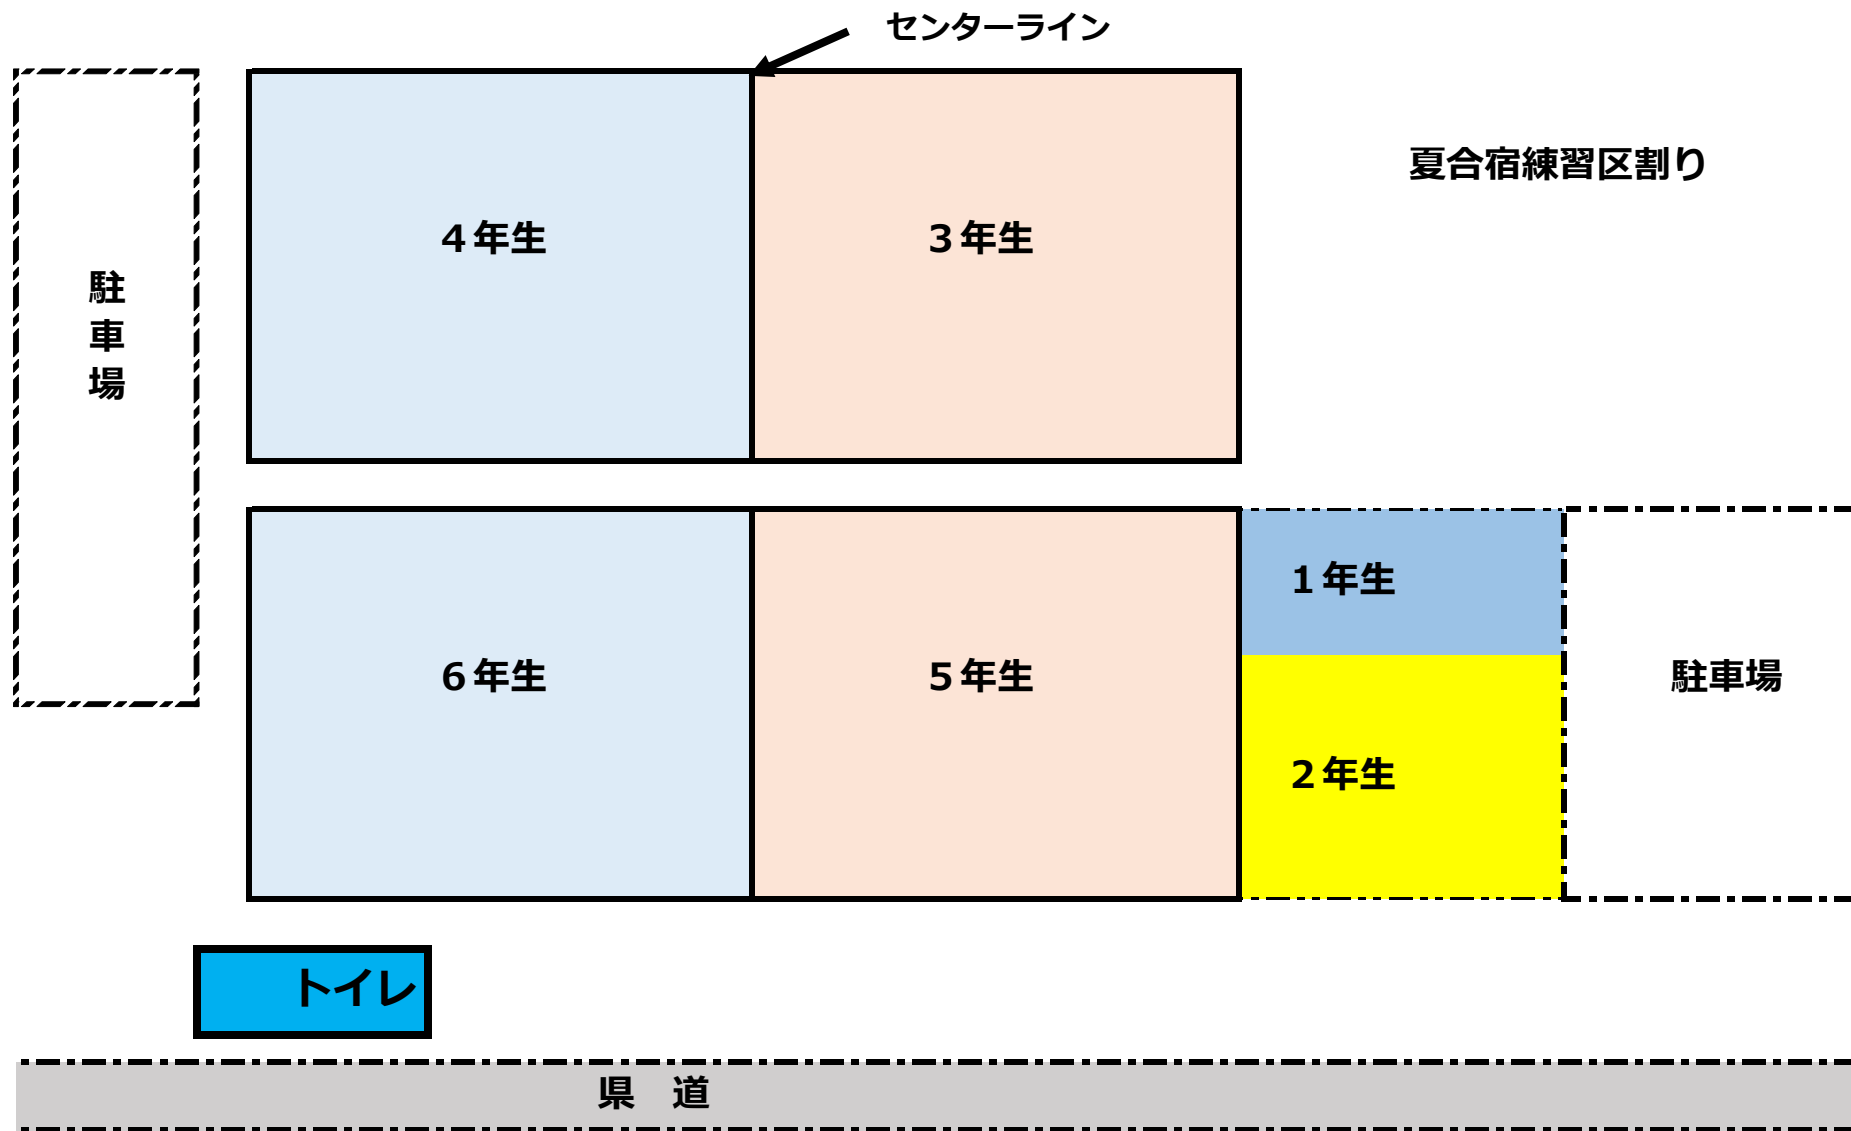 センターライン
夏合宿練習区割り
４年生
３年生
駐
車
場
１年生
６年生
５年生
駐車場
２年生
トイレ
県　道